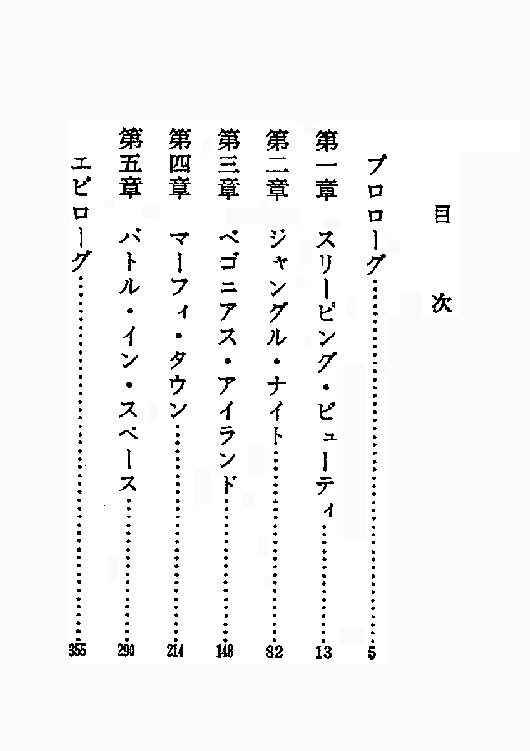 目次
プロローグ……5
第一章 スリーピング・ビューティ……13
第二章 ジャングル・ナイト……82
第三章 ベゴニアス・アイランド……148
第四章 マーフィ・タウン……214
第五章 バトル・イン・スペース……290
エピローグ……355